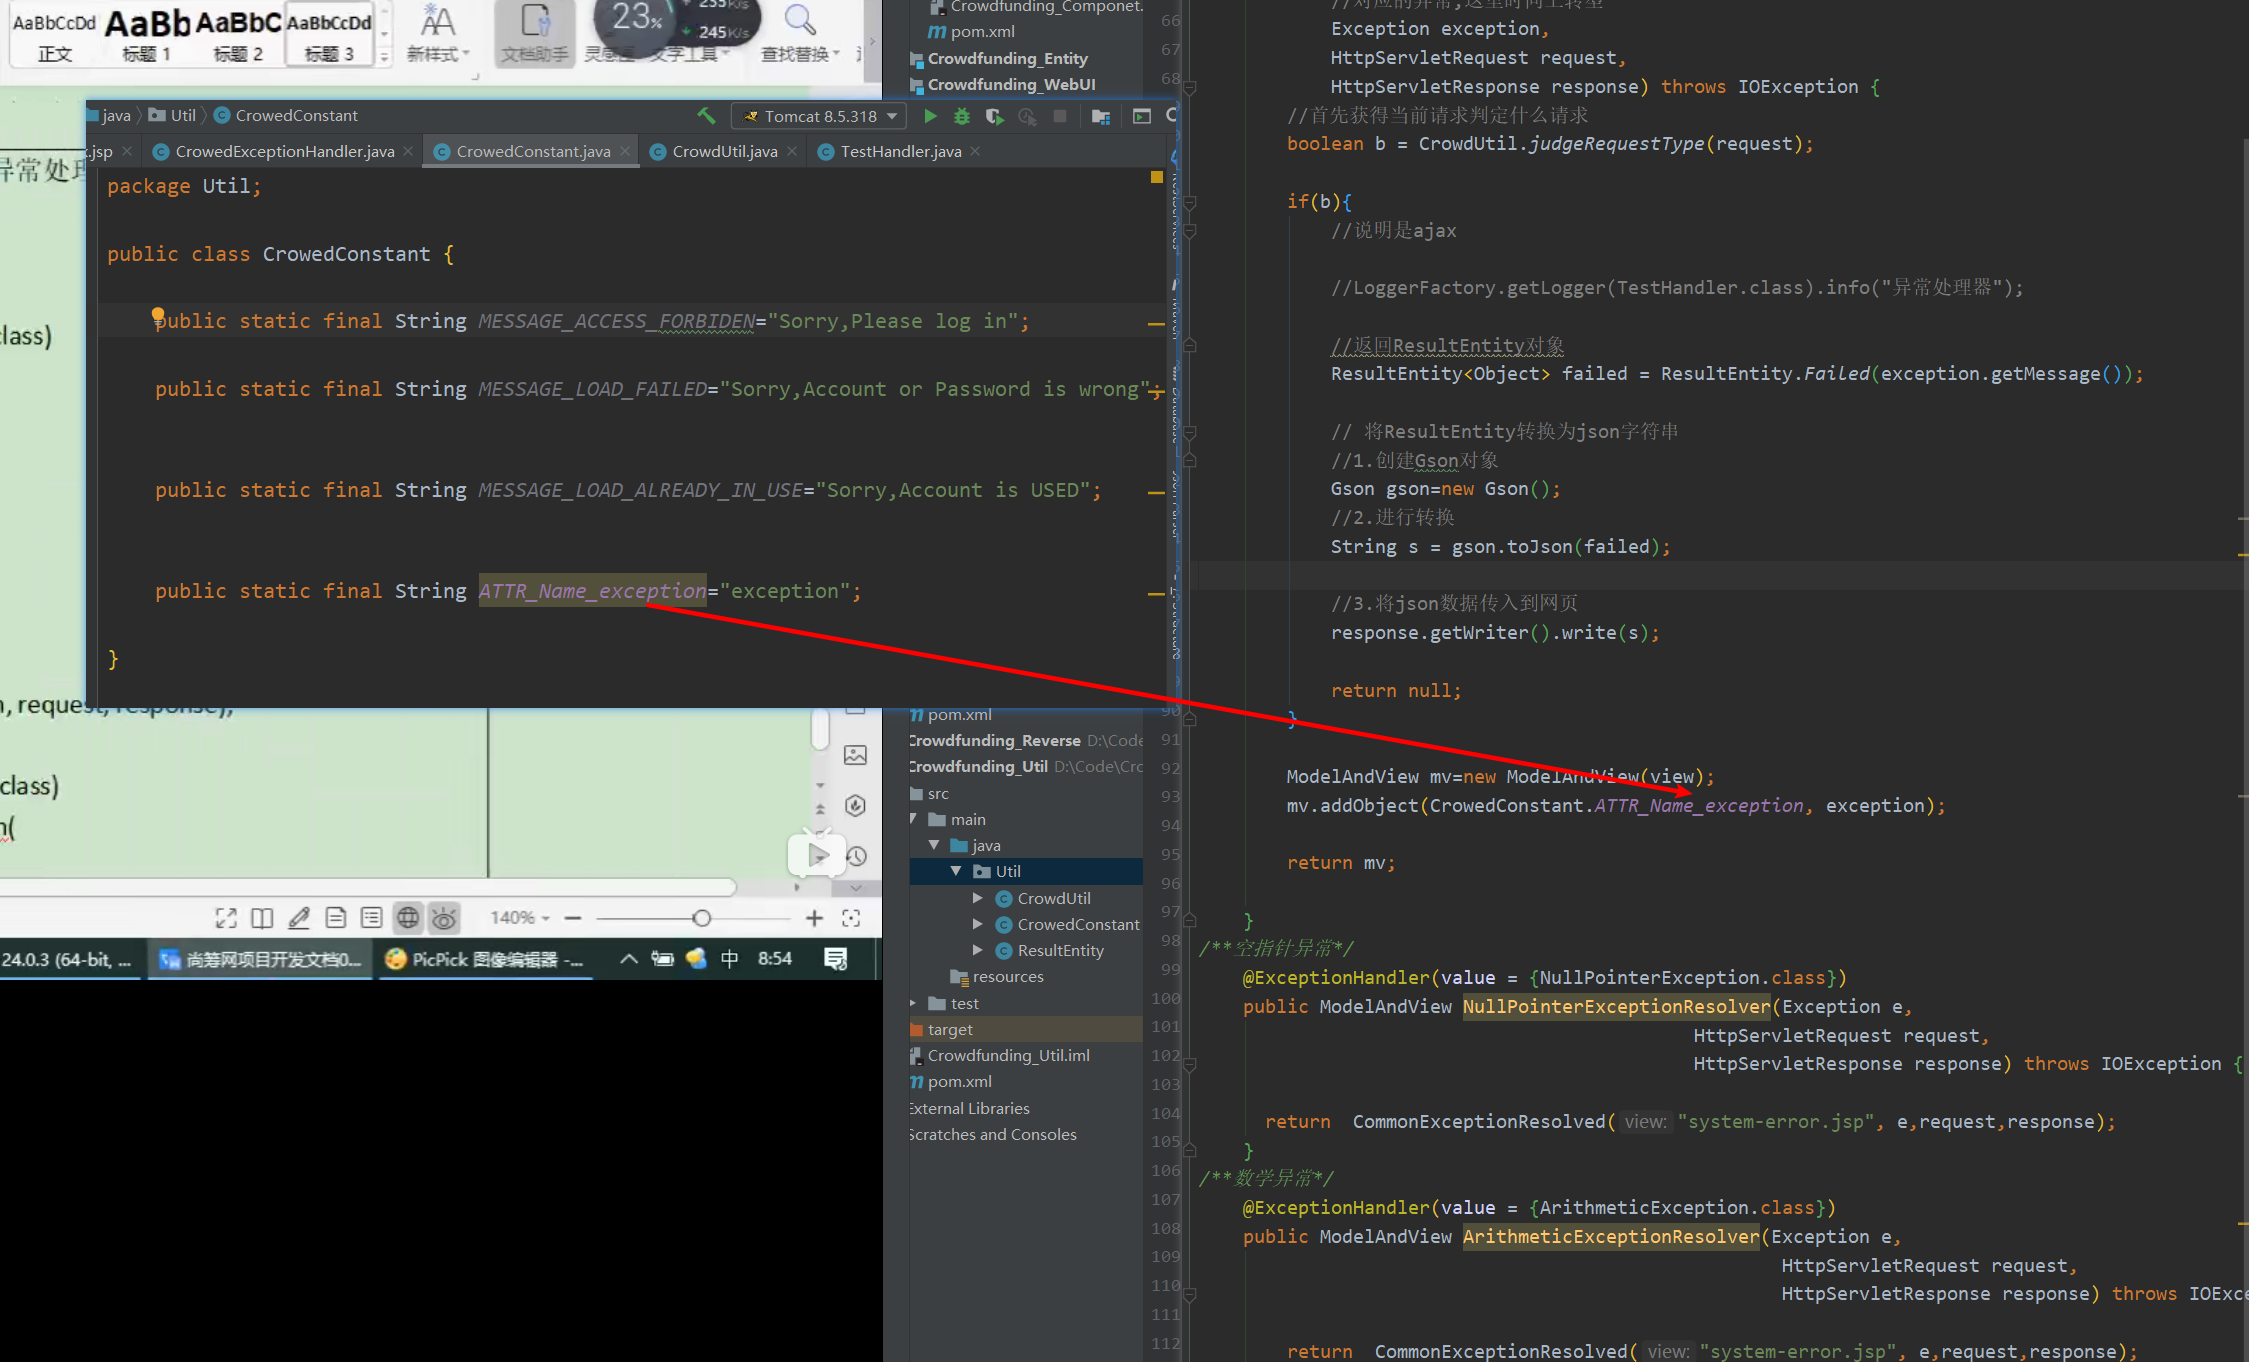 AaBbCcDd AaBb AaBbC AaBbCcDd
正文 标题 1 标题 2 标题 3 新样式 文档助手 文字工具 查找替换
23%
245K/s
异常处理
class)
n, request, response);
class)
n(
140%
24.0.3 (64-bit, ... 尚筹网项目开发文档0... PicPick 图像编辑器 -... 中 8:54
java Util CrowedConstant Tomcat 8.5.318
.jsp CrowedExceptionHandler.java CrowedConstant.java CrowdUtil.java TestHandler.java
package Util;
public class CrowedConstant {
public static final String MESSAGE_ACCESS_FORBIDEN="Sorry,Please log in";
public static final String MESSAGE_LOAD_FAILED="Sorry,Account or Password is wrong";
public static final String MESSAGE_LOAD_ALREADY_IN_USE="Sorry,Account is USED";
public static final String ATTR_Name_exception="exception";
}
Crowdfunding_Componet.
pom.xml
Crowdfunding_Entity
Crowdfunding_WebUI
pom.xml
Crowdfunding_Reverse D:\Code
Crowdfunding_Util D:\Code\Cro
src
main
java
Util
CrowdUtil
CrowedConstant
ResultEntity
resources
test
target
Crowdfunding_Util.iml
pom.xml
External Libraries
Scratches and Consoles
66
67
68
90
91
92
93
94
95
96
97
98
99
100
101
102
103
104
105
106
107
108
109
110
111
112
//对应的异常,这里时向上转型
Exception exception,
HttpServletRequest request,
HttpServletResponse response) throws IOException {
//首先获得当前请求判定什么请求
boolean b = CrowdUtil.judgeRequestType(request);
if(b){
//说明是ajax
//LoggerFactory.getLogger(TestHandler.class).info("异常处理器");
//返回ResultEntity对象
ResultEntity<Object> failed = ResultEntity.Failed(exception.getMessage());
// 将ResultEntity转换为json字符串
//1.创建Gson对象
Gson gson=new Gson();
//2.进行转换
String s = gson.toJson(failed);
//3.将json数据传入到网页
response.getWriter().write(s);
return null;
}
ModelAndView mv=new ModelAndView(view);
mv.addObject(CrowedConstant.ATTR_Name_exception, exception);
return mv;
}
/**空指针异常*/
@ExceptionHandler(value = {NullPointerException.class})
public ModelAndView NullPointerExceptionResolver(Exception e,
HttpServletRequest request,
HttpServletResponse response) throws IOException {
return CommonExceptionResolved( view: "system-error.jsp", e,request,response);
}
/**数学异常*/
@ExceptionHandler(value = {ArithmeticException.class})
public ModelAndView ArithmeticExceptionResolver(Exception e,
HttpServletRequest request,
HttpServletResponse response) throws IOExce
return CommonExceptionResolved( view: "system-error.jsp", e,request,response);